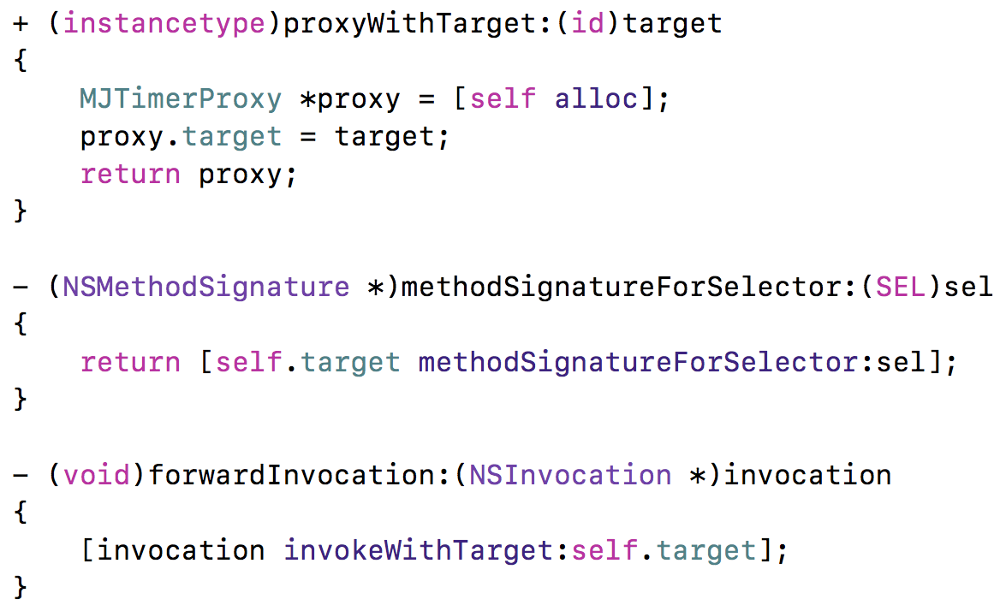 + (instancetype)proxyWithTarget:(id)target
{
    MJTimerProxy *proxy = [self alloc];
    proxy.target = target;
    return proxy;
}

- (NSMethodSignature *)methodSignatureForSelector:(SEL)sel
{
    return [self.target methodSignatureForSelector:sel];
}

- (void)forwardInvocation:(NSInvocation *)invocation
{
    [invocation invokeWithTarget:self.target];
}